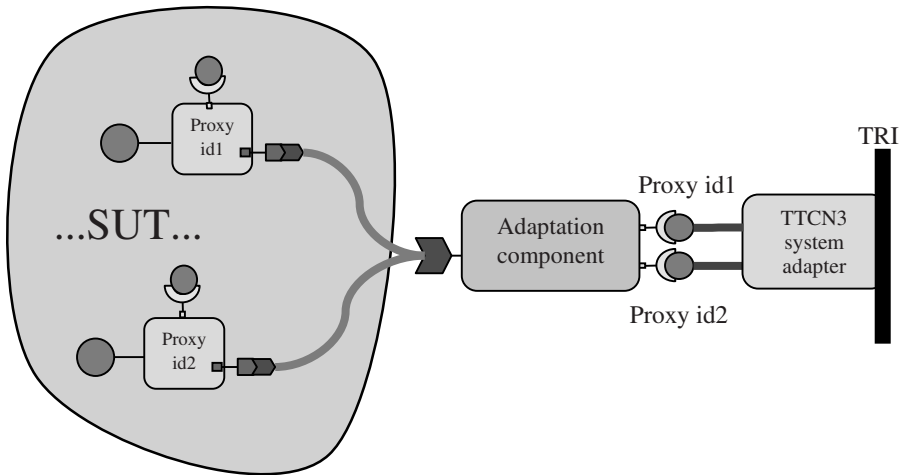 Proxy
id1
...SUT...
Proxy
id2
Adaptation
component
Proxy id1
Proxy id2
TTCN3
system
adapter
TRI